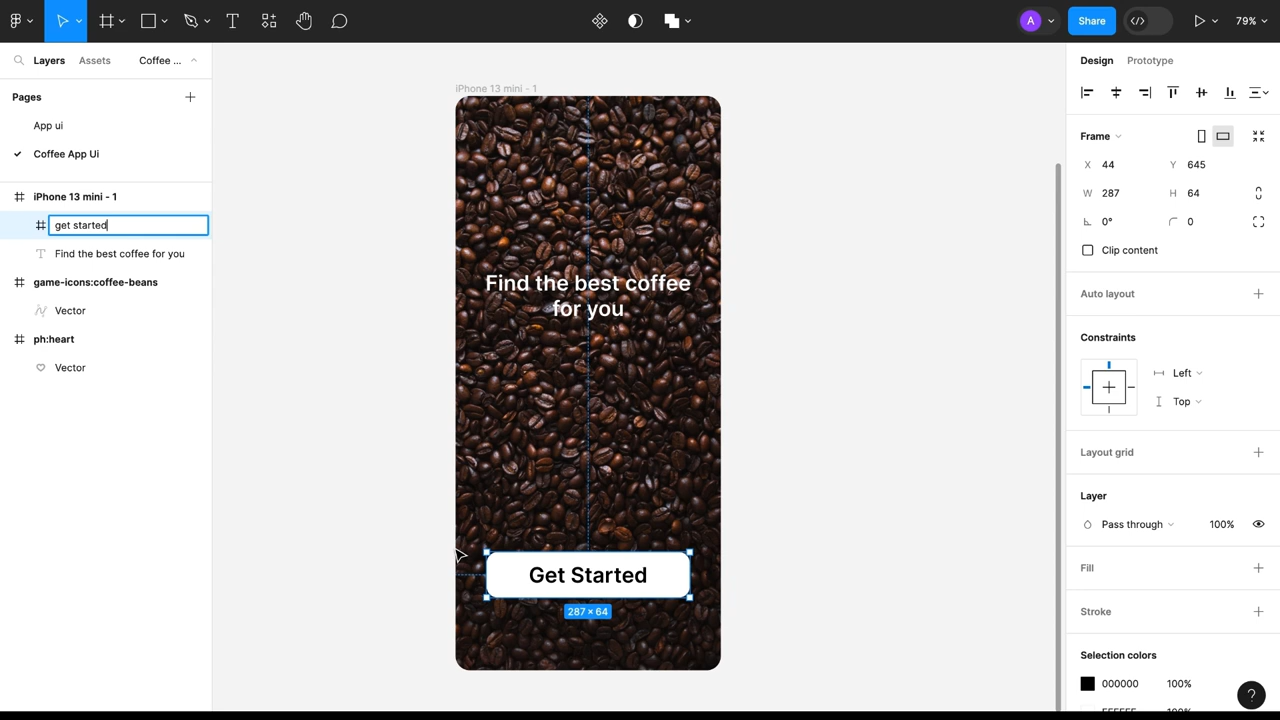 A
Share
79%
Layers
Assets
Coffee ...
Design
Prototype
Pages
App ui
Coffee App Ui
iPhone 13 mini - 1
get started
Find the best coffee for you
game-icons:coffee-beans
Vector
ph:heart
Vector
iPhone 13 mini - 1
Find the best coffee
for you
Get Started
287 × 64
Frame
X 44 Y 645
W 287 H 64
0° 0
Clip content
Auto layout
Constraints
Left
Top
Layout grid
Layer
Pass through 100%
Fill
Stroke
Selection colors
000000 100%
FFFFFF 100%
?